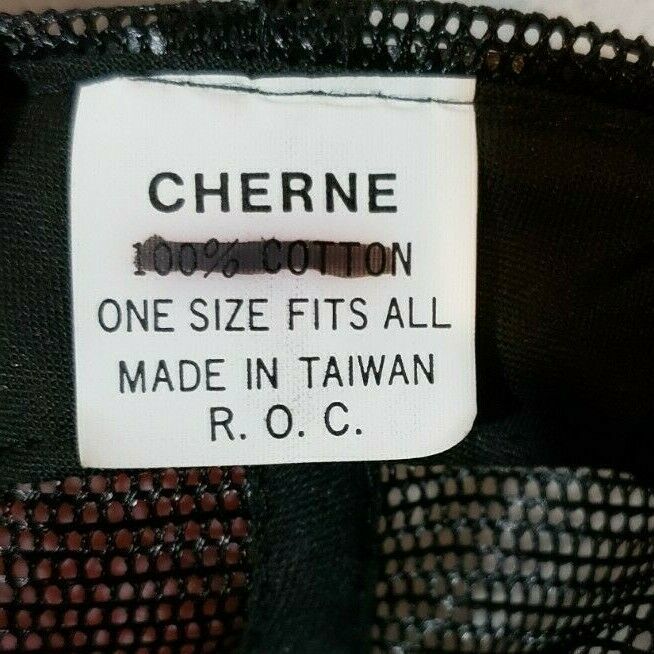 CHERNE
100% COTTON
ONE SIZE FITS ALL
MADE IN TAIWAN
R. O. C.